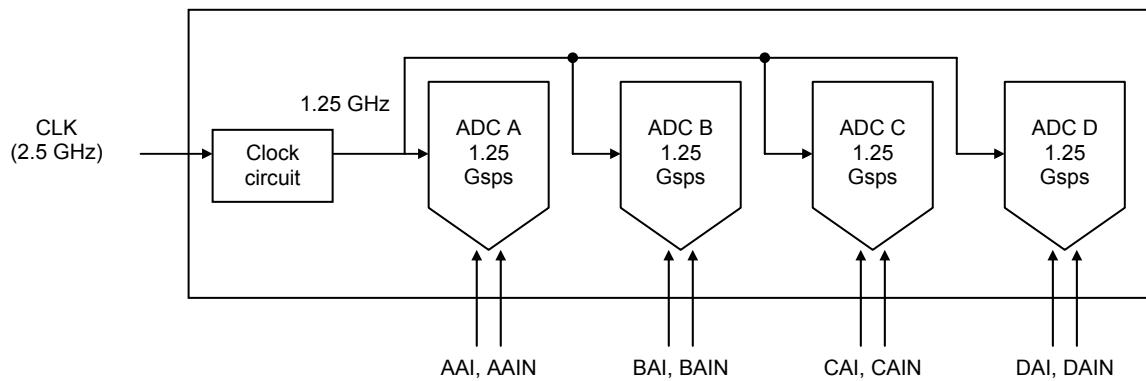 1.25 GHz
CLK
(2.5 GHz)
Clock
circuit
ADC A
1.25
Gsps
ADC B
1.25
Gsps
ADC C
1.25
Gsps
ADC D
1.25
Gsps
AAI, AAIN
BAI, BAIN
CAI, CAIN
DAI, DAIN